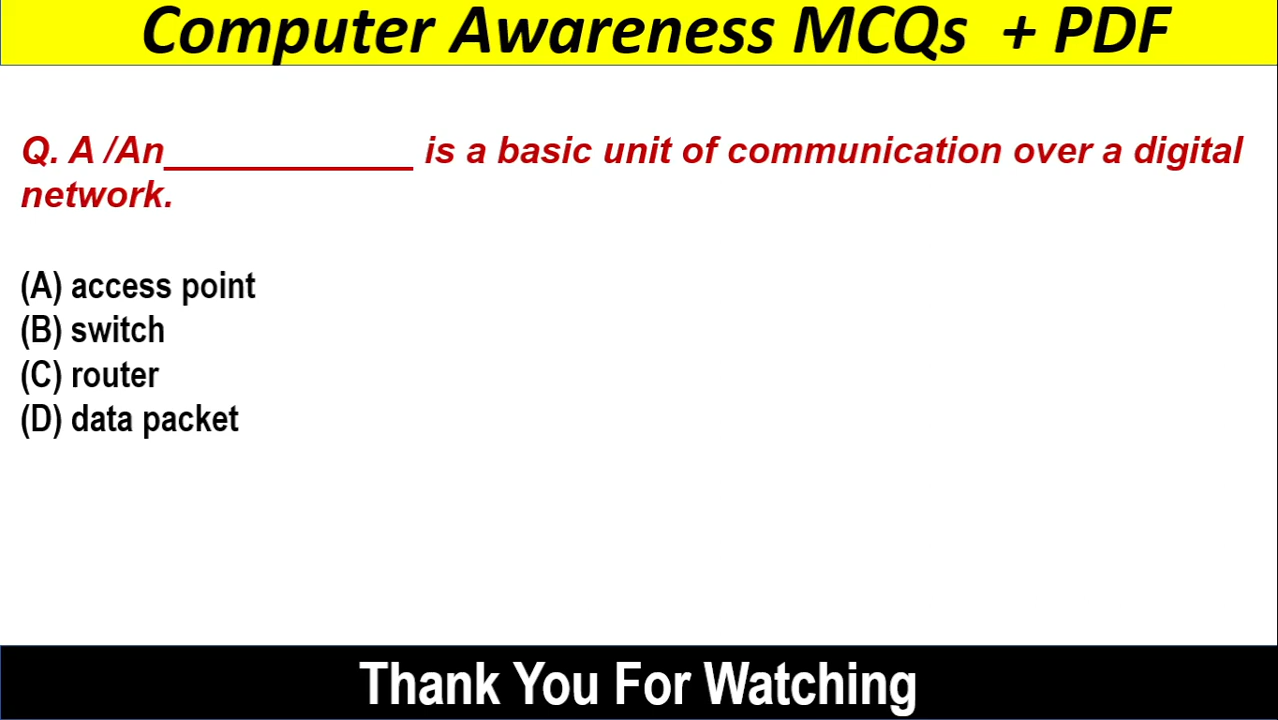 Computer Awareness MCQs + PDF
Q. A /An____________ is a basic unit of communication over a digital
network.
(A) access point
(B) switch
(C) router
(D) data packet
Thank You For Watching